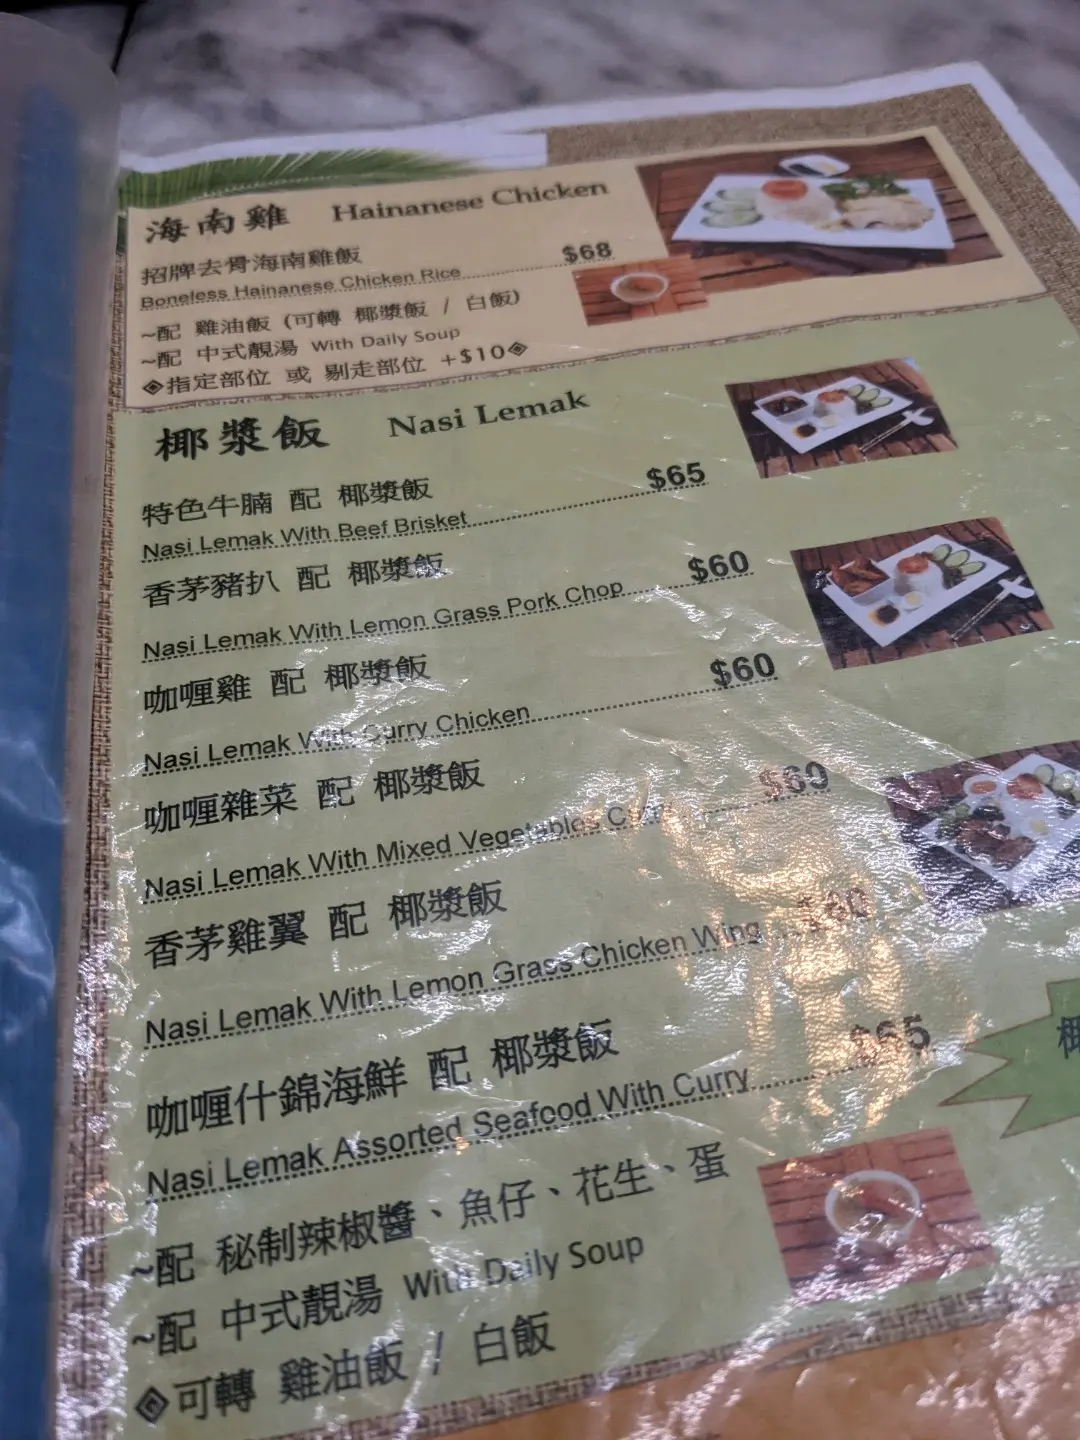 海南雞 Hainanese Chicken
招牌去骨海南雞飯 $68
Boneless Hainanese Chicken Rice
~配 雞油飯 (可轉 椰漿飯 / 白飯)
~配 中式靚湯 With Daily Soup
◈指定部位 或 剔走部位 +$10◈
椰漿飯 Nasi Lemak
特色牛腩 配 椰漿飯 $65
Nasi Lemak With Beef Brisket
香茅豬扒 配 椰漿飯 $60
Nasi Lemak With Lemon Grass Pork Chop
咖喱雞 配 椰漿飯 $60
Nasi Lemak With Curry Chicken
咖喱雜菜 配 椰漿飯 $60
Nasi Lemak With Mixed Vegetables
香茅雞翼 配 椰漿飯 $60
Nasi Lemak With Lemon Grass Chicken Wing
咖喱什錦海鮮 配 椰漿飯 $65
Nasi Lemak Assorted Seafood With Curry
椰
~配 秘制辣椒醬、魚仔、花生、蛋
~配 中式靚湯 With Daily Soup
◈可轉 雞油飯 / 白飯